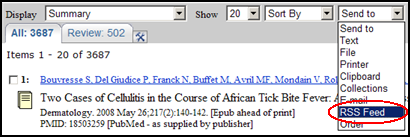 Display Summary Show 20 Sort By Send to
All: 3687 Review: 502
Send to
Text
File
Printer
Clipboard
Collections
E-mail
RSS Feed
Order
Items 1 - 20 of 3687
1: Bouvresse S, Del Giudice P, Franck N, Buffet M, Avril MF, Mondain V, Rol
Two Cases of Cellulitis in the Course of African Tick Bite Fever: A
Dermatology. 2008 May 26;217(2):140-142. [Epub ahead of print]
PMID: 18503259 [PubMed - as supplied by publisher]